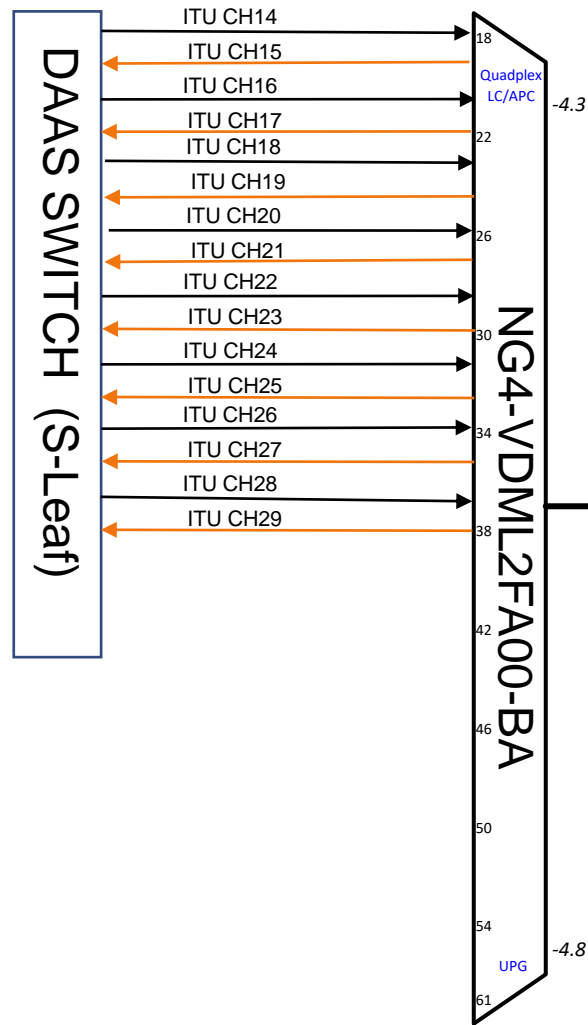 DAAS SWITCH (S-Leaf)
ITU CH14
ITU CH15
ITU CH16
ITU CH17
ITU CH18
ITU CH19
ITU CH20
ITU CH21
ITU CH22
ITU CH23
ITU CH24
ITU CH25
ITU CH26
ITU CH27
ITU CH28
ITU CH29
18
22
26
30
34
38
42
46
50
54
61
Quadplex
LC/APC
NG4-VDML2FA00-BA
UPG
-4.3
-4.8